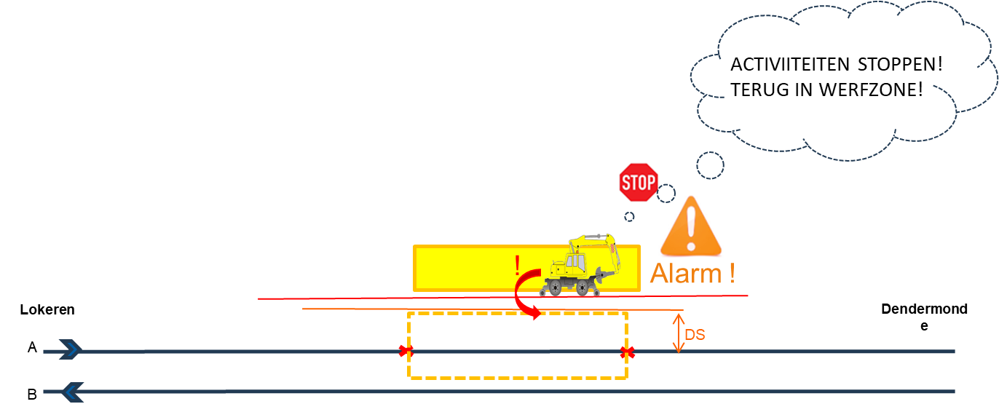 ACTIVIITEITEN STOPPEN!
TERUG IN WERFZONE!
STOP
!
!
Alarm !
Lokeren
Dendermond
e
DS
A
B